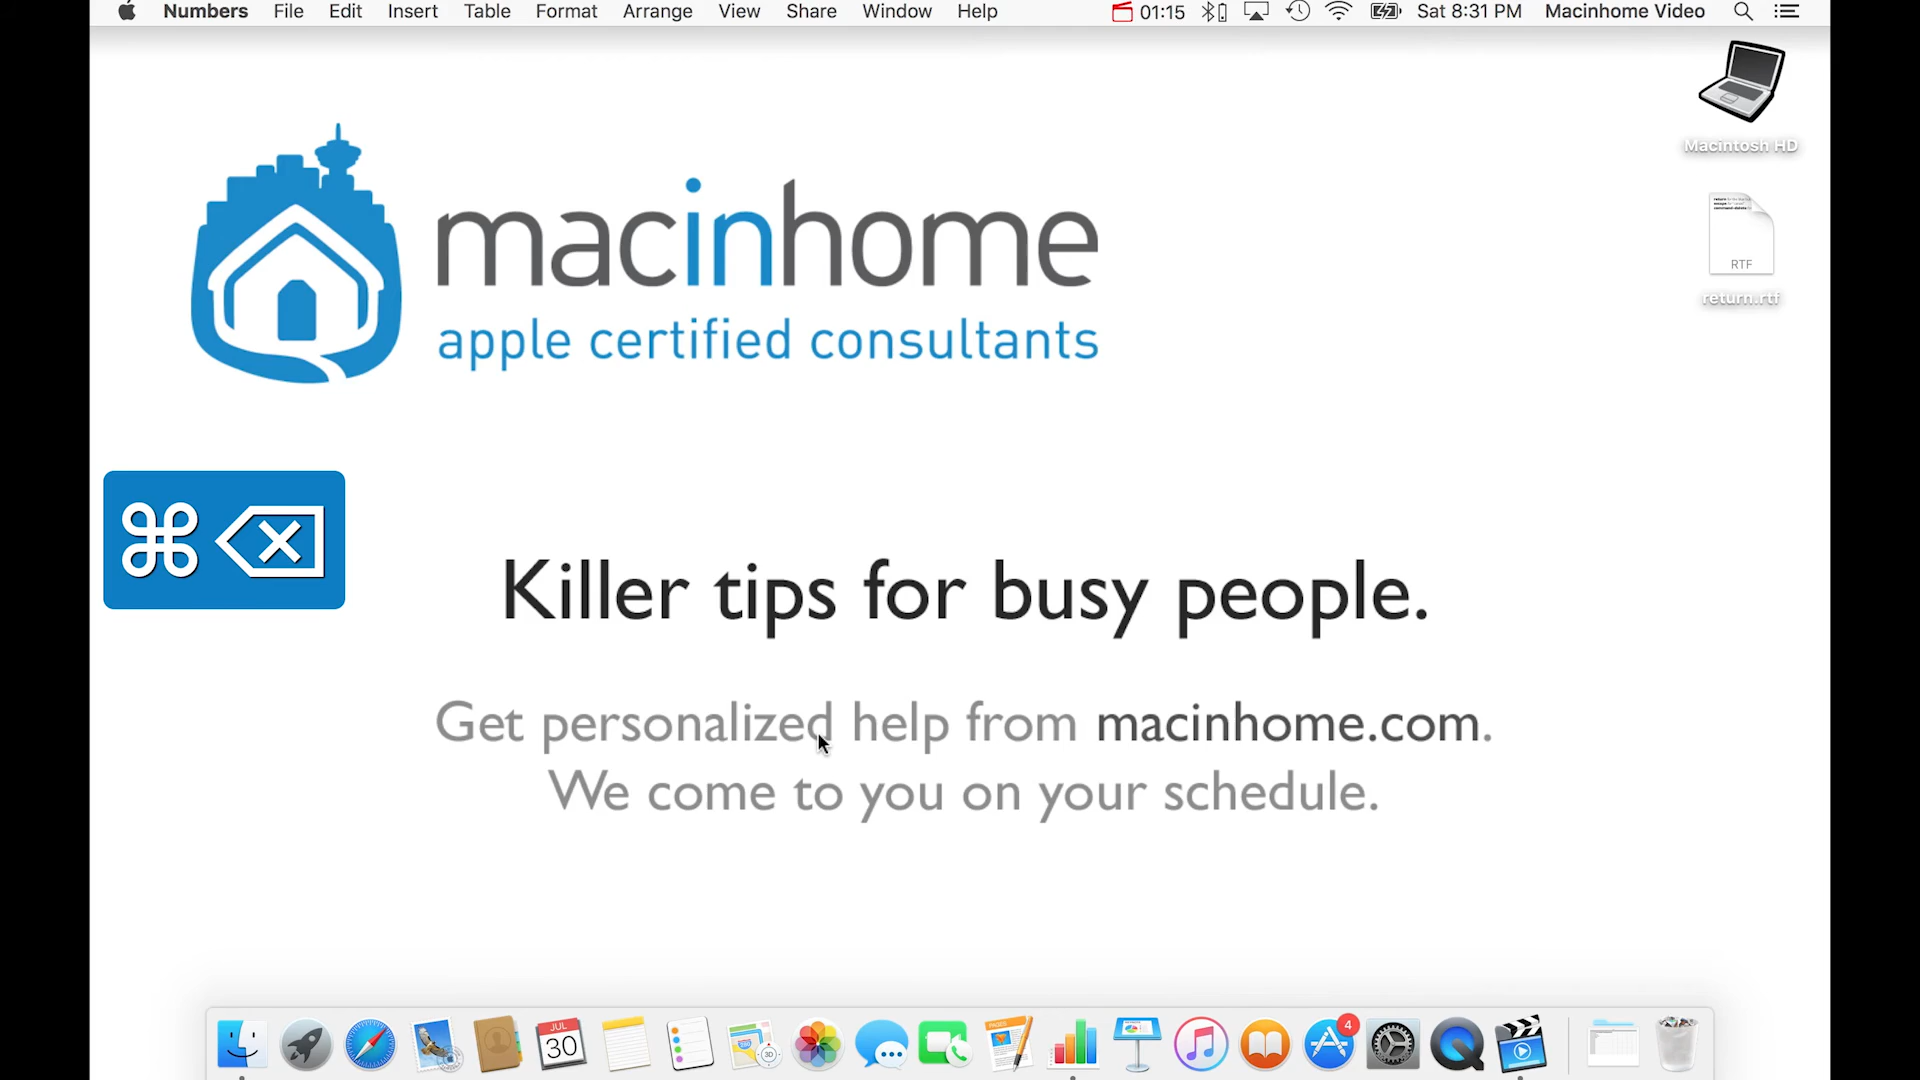 Numbers File Edit Insert Table Format Arrange View Share Window Help 01:15 Sat 8:31 PM Macinhome Video
Macintosh HD
macinhome
apple certified consultants
RTF
return.rtf
⌘ ⌫
Killer tips for busy people.
Get personalized help from macinhome.com.
We come to you on your schedule.
JUL
30
3D
PAGES
4